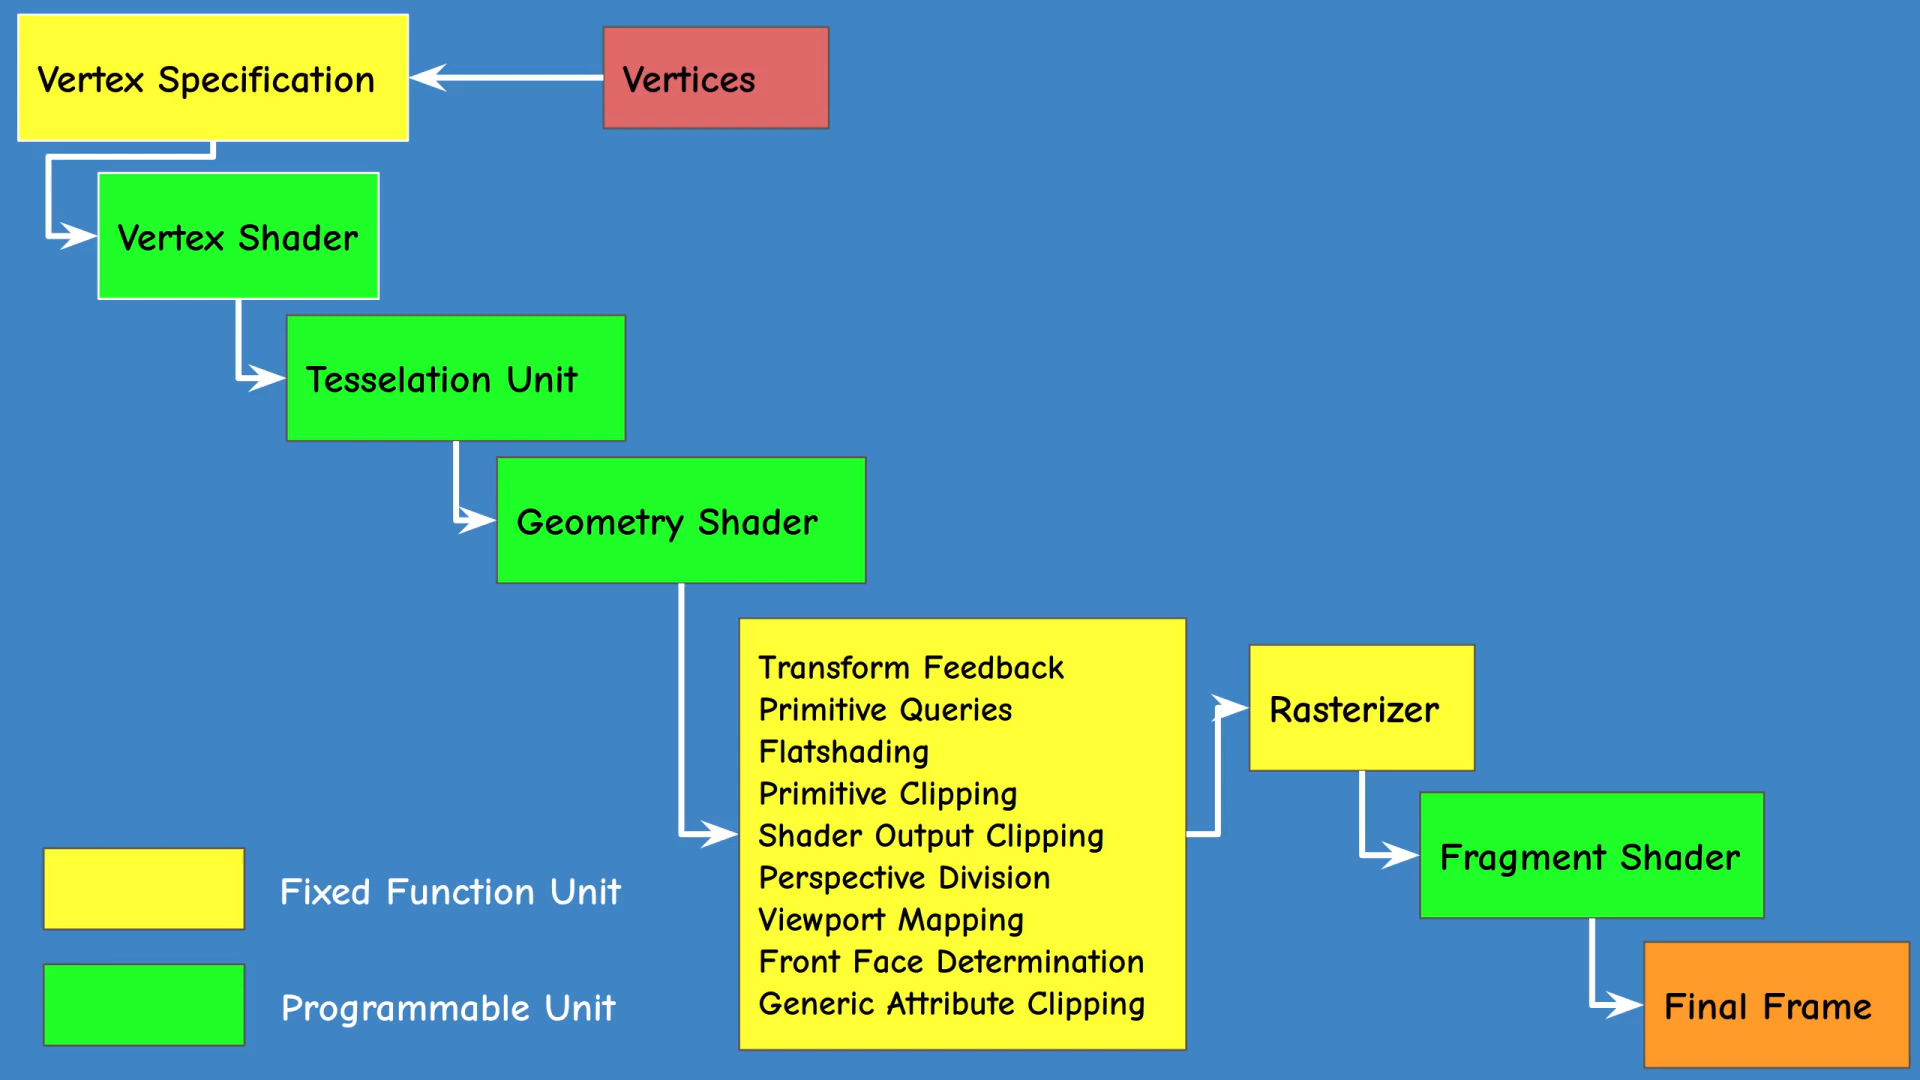 Vertex Specification
Vertices
Vertex Shader
Tesselation Unit
Geometry Shader
Transform Feedback
Primitive Queries
Flatshading
Primitive Clipping
Shader Output Clipping
Perspective Division
Viewport Mapping
Front Face Determination
Generic Attribute Clipping
Rasterizer
Fragment Shader
Final Frame
Fixed Function Unit
Programmable Unit